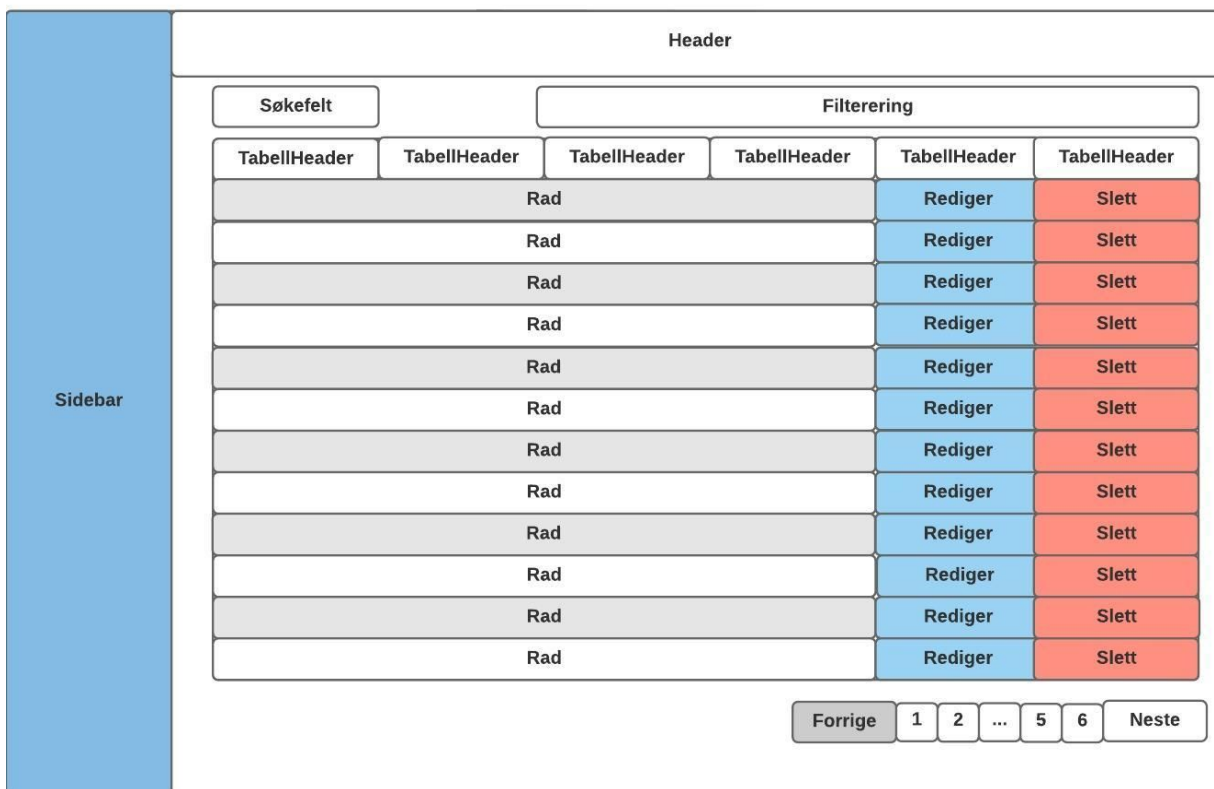 Header
Søkefelt Filterering
TabellHeader TabellHeader TabellHeader TabellHeader TabellHeader TabellHeader
Rad Rediger Slett
Rad Rediger Slett
Rad Rediger Slett
Rad Rediger Slett
Rad Rediger Slett
Sidebar
Rad Rediger Slett
Rad Rediger Slett
Rad Rediger Slett
Rad Rediger Slett
Rad Rediger Slett
Rad Rediger Slett
Rad Rediger Slett
Forrige 1 2 ... 5 6 Neste